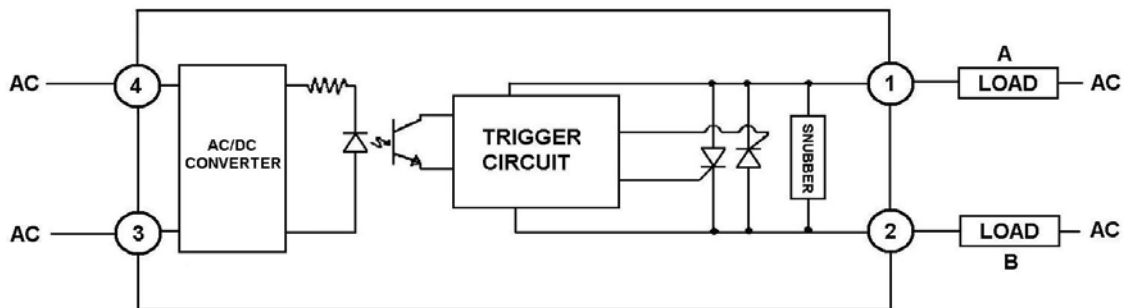 A
AC
4
1
LOAD
AC
AC/DC
CONVERTER
TRIGGER
CIRCUIT
SNUBBER
AC
3
2
LOAD
AC
B